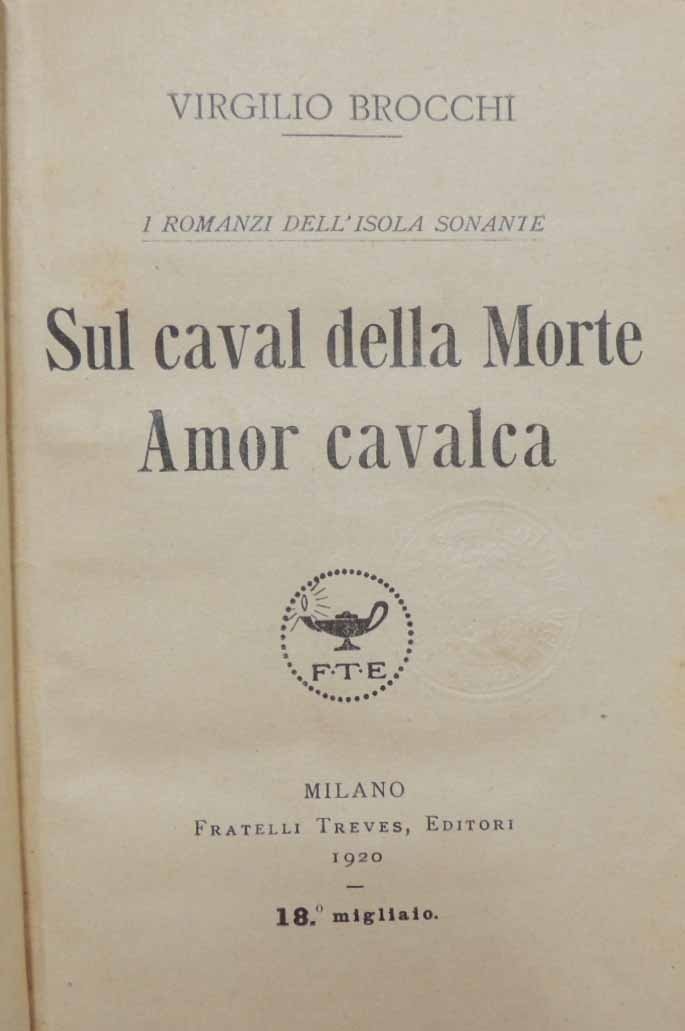 VIRGILIO BROCCHI
I ROMANZI DELL'ISOLA SONANTE
Sul caval della Morte
Amor cavalca
F·T·E
MILANO
FRATELLI TREVES, EDITORI
1920
18.º migliaio.